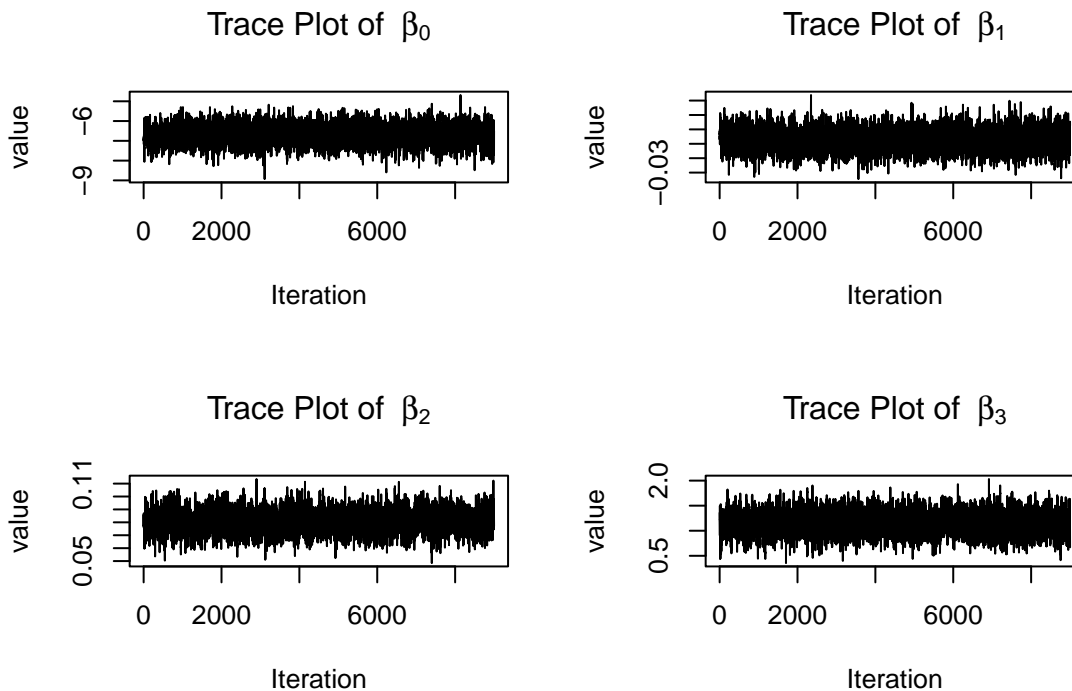 Trace Plot of β0
value
−9
−6
0
2000
6000
Iteration
Trace Plot of β1
value
−0.03
0
2000
6000
Iteration
Trace Plot of β2
value
0.05
0.11
0
2000
6000
Iteration
Trace Plot of β3
value
0.5
2.0
0
2000
6000
Iteration